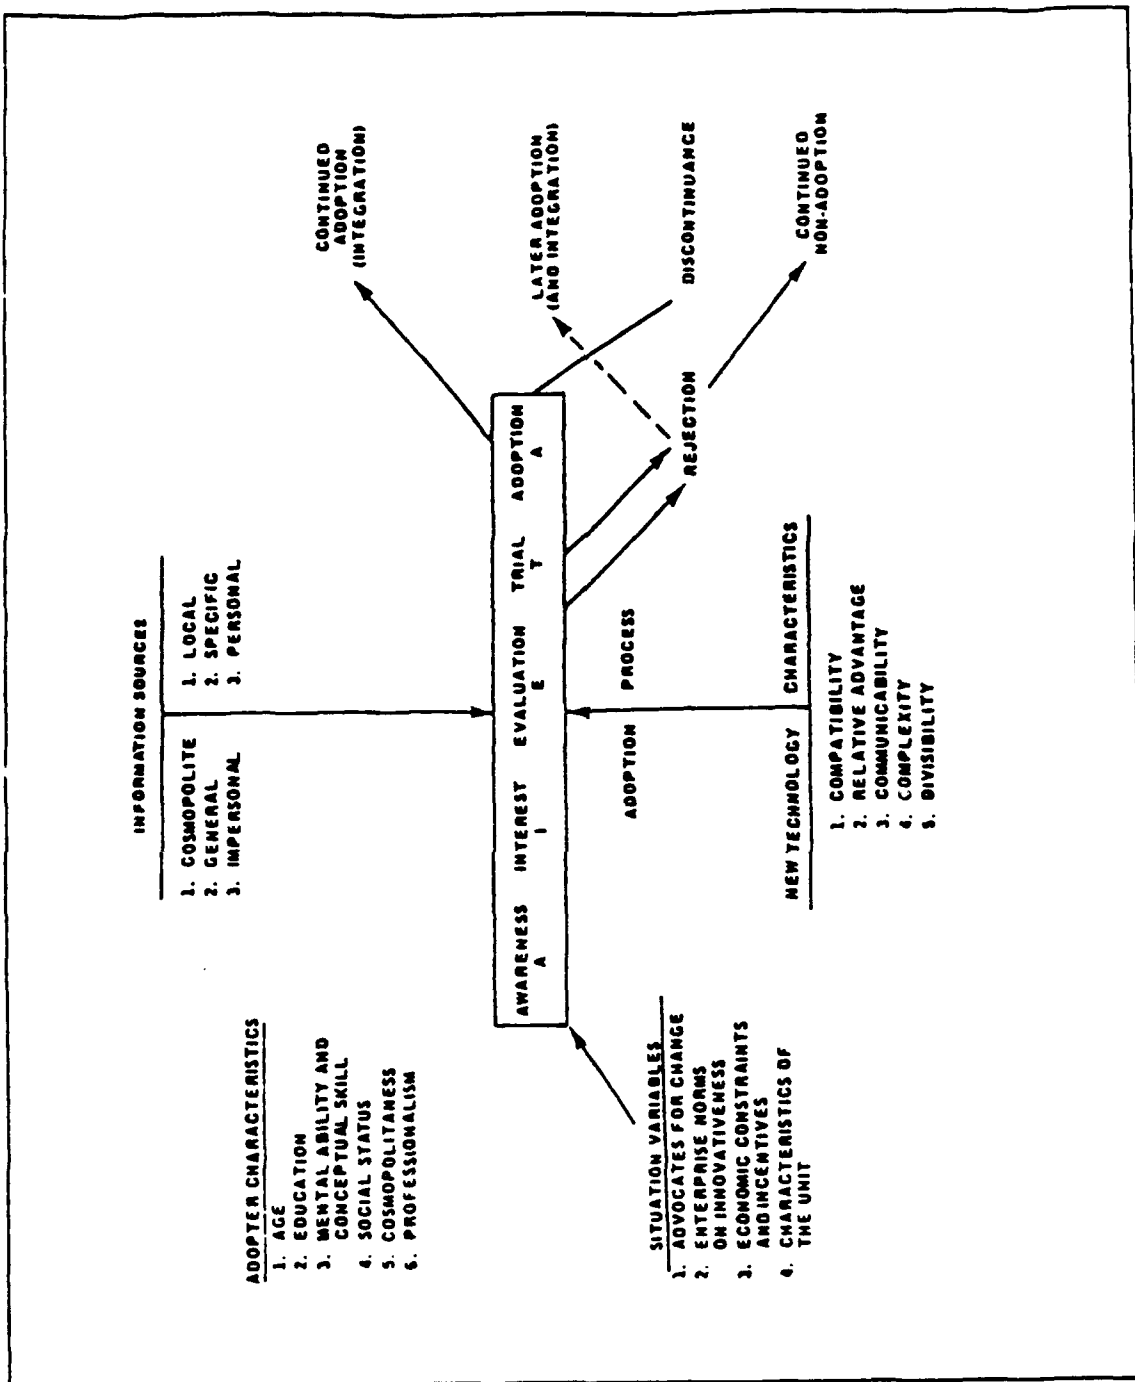 INFORMATION SOURCES
1. COSMOPOLITE
2. GENERAL
3. IMPERSONAL
1. LOCAL
2. SPECIFIC
3. PERSONAL
ADOPTER CHARACTERISTICS
1. AGE
2. EDUCATION
3. MENTAL ABILITY AND
CONCEPTUAL SKILL
4. SOCIAL STATUS
5. COSMOPOLITANESS
6. PROFESSIONALISM
CONTINUED
ADOPTION
(INTEGRATION)
AWARENESS INTEREST EVALUATION TRIAL ADOPTION
A I E T A
LATER ADOPTION
(AND INTEGRATION)
DISCONTINUANCE
ADOPTION PROCESS
REJECTION
CONTINUED
NON-ADOPTION
SITUATION VARIABLES
1. ADVOCATES FOR CHANGE
2. ENTERPRISE NORMS
ON INNOVATIVENESS
3. ECONOMIC CONSTRAINTS
AND INCENTIVES
4. CHARACTERISTICS OF
THE UNIT
NEW TECHNOLOGY CHARACTERISTICS
1. COMPATIBILITY
2. RELATIVE ADVANTAGE
3. COMMUNICABILITY
4. COMPLEXITY
5. DIVISIBILITY